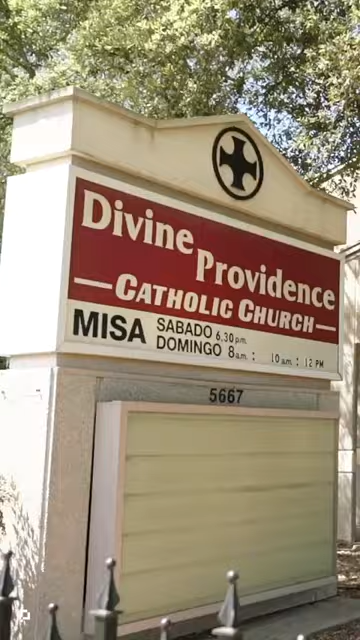 Divine
Providence
CATHOLIC CHURCH
MISA SABADO 6.30 p.m.
DOMINGO 8 a.m. : 10 a.m. : 12 PM
5667